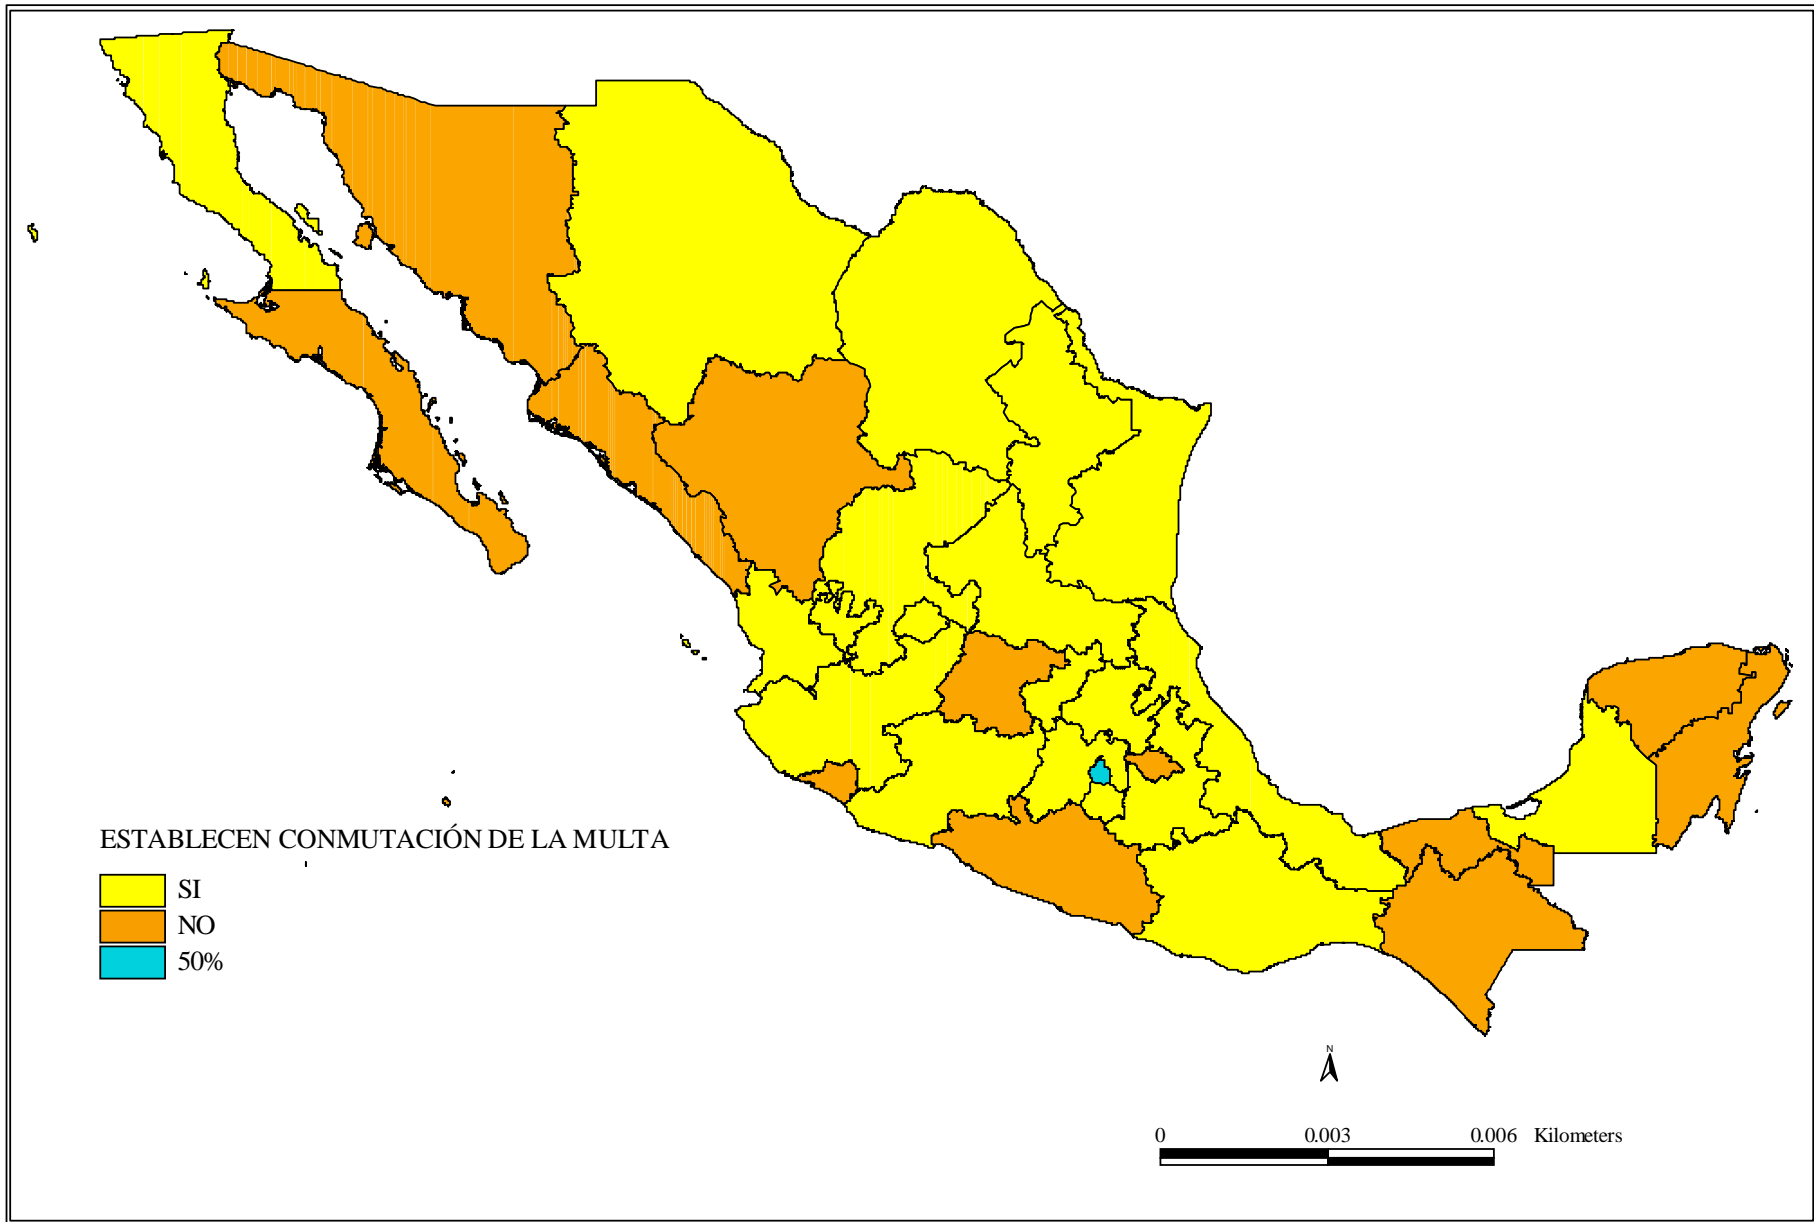 ESTABLECEN CONMUTACIÓN DE LA MULTA
SI
NO
50%
N
0 0.003 0.006 Kilometers